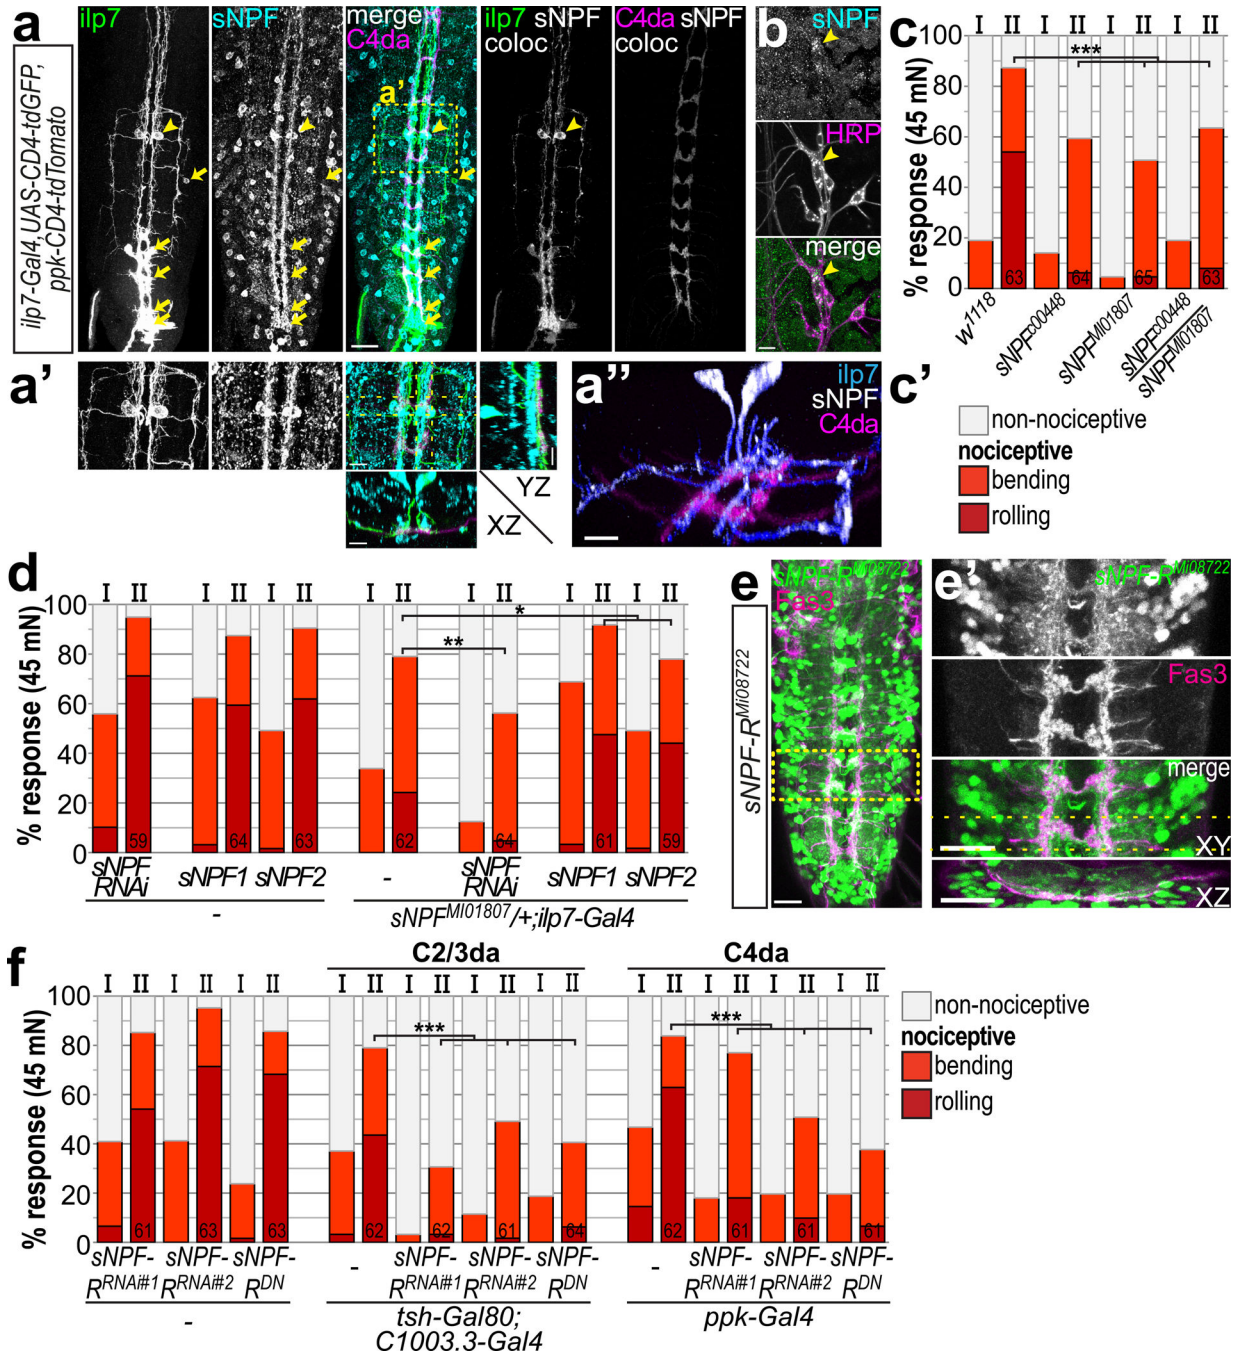 a
ilp7
sNPF
merge
C4da
ilp7 sNPF
coloc
C4da sNPF
coloc
ilp7-Gal4,UAS-CD4-tdGFP,
ppk-CD4-tdTomato
a'
b
sNPF
HRP
merge
c
I II I II I II I II
***
% response (45 mN)
100
80
60
40
20
0
63 64 65 63
w1118
sNPFc00448
sNPFMI01807
sNPFc00448
sNPFMI01807
a'
YZ
XZ
a''
ilp7
sNPF
C4da
c'
non-nociceptive
nociceptive
bending
rolling
d
I II I II I II I II I II I II I II
*
**
% response (45 mN)
100
80
60
40
20
0
59 64 63 62 64 61 59
sNPF
RNAi
sNPF1 sNPF2
-
sNPF
RNAi
sNPF1 sNPF2
-
sNPFMI01807/+;ilp7-Gal4
e
sNPF-RMi08722
sNPF-RMi08722
Fas3
e'
sNPF-RMi08722
Fas3
merge
XY
XZ
f
C2/3da
C4da
I II I II I II I II I II I II I II I II I II I II I II
***
***
% response (45 mN)
100
80
60
40
20
0
61 63 63 62 62 61 64 62 61 61 61
sNPF-
RRNAi#1
sNPF-
RRNAi#2
sNPF-
RDN
-
sNPF-
RRNAi#1
sNPF-
RRNAi#2
sNPF-
RDN
-
sNPF-
RRNAi#1
sNPF-
RRNAi#2
sNPF-
RDN
-
tsh-Gal80;
C1003.3-Gal4
ppk-Gal4
non-nociceptive
nociceptive
bending
rolling